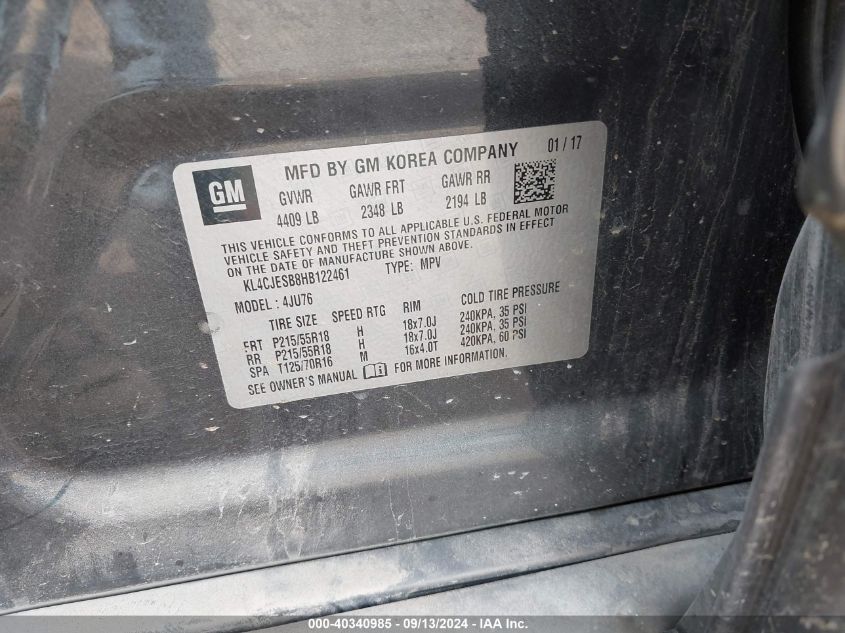 GM
MFD BY GM KOREA COMPANY 01 / 17
GVWR GAWR FRT GAWR RR
4409 LB 2348 LB 2194 LB
THIS VEHICLE CONFORMS TO ALL APPLICABLE U.S. FEDERAL MOTOR
VEHICLE SAFETY AND THEFT PREVENTION STANDARDS IN EFFECT
ON THE DATE OF MANUFACTURE SHOWN ABOVE.
KL4CJESB8HB122461 TYPE: MPV
MODEL: 4JU76
TIRE SIZE SPEED RTG RIM COLD TIRE PRESSURE
FRT P215/55R18 H 18x7.0J 240KPA, 35 PSI
RR P215/55R18 H 18x7.0J 240KPA, 35 PSI
SPA T125/70R16 M 16x4.0T 420KPA, 60 PSI
SEE OWNER'S MANUAL FOR MORE INFORMATION.
000-40340985 - 09/13/2024 - IAA Inc.